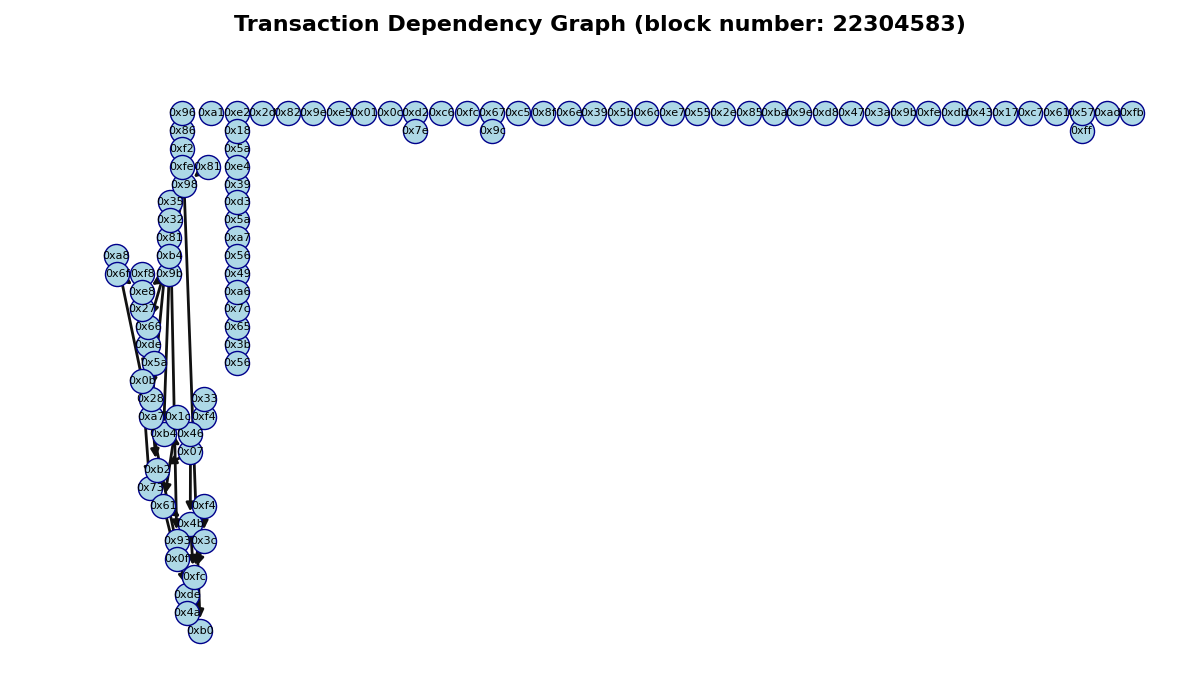 Transaction Dependency Graph (block number: 22304583)
0x96 0xa1 0xe2 0x2c 0x82 0x9e 0xe5 0x01 0x0c 0xd2 0xc6 0xfc 0x67 0xc5 0x8f 0x6e 0x39 0x5b 0x6c 0xe7 0x55 0x2e 0x85 0xba 0x9e 0xd8 0x47 0x3a 0x9b 0xfe 0xdb 0x43 0x17 0xc7 0x61 0x57 0xad 0xfb
0x86 0x18 0x7e 0x9c 0xff
0xf2 0x5a
0xfe 0x81 0xe4
0x98 0x39
0x35 0xd3
0x32 0x5a
0x81 0xa7
0xa8 0xb4 0x56
0x6f 0xf8 0x9b 0x49
0xe8 0xa6
0x27 0x7c
0x66 0x65
0xde 0x3b
0x5a 0x56
0x0b
0x28 0x33
0xa7 0x1c 0xf4
0xb4 0x46
0x07
0xb2
0x73
0x61 0xf4
0x4b
0x93 0x3c
0x0f
0xfc
0xde
0x4a
0xb0